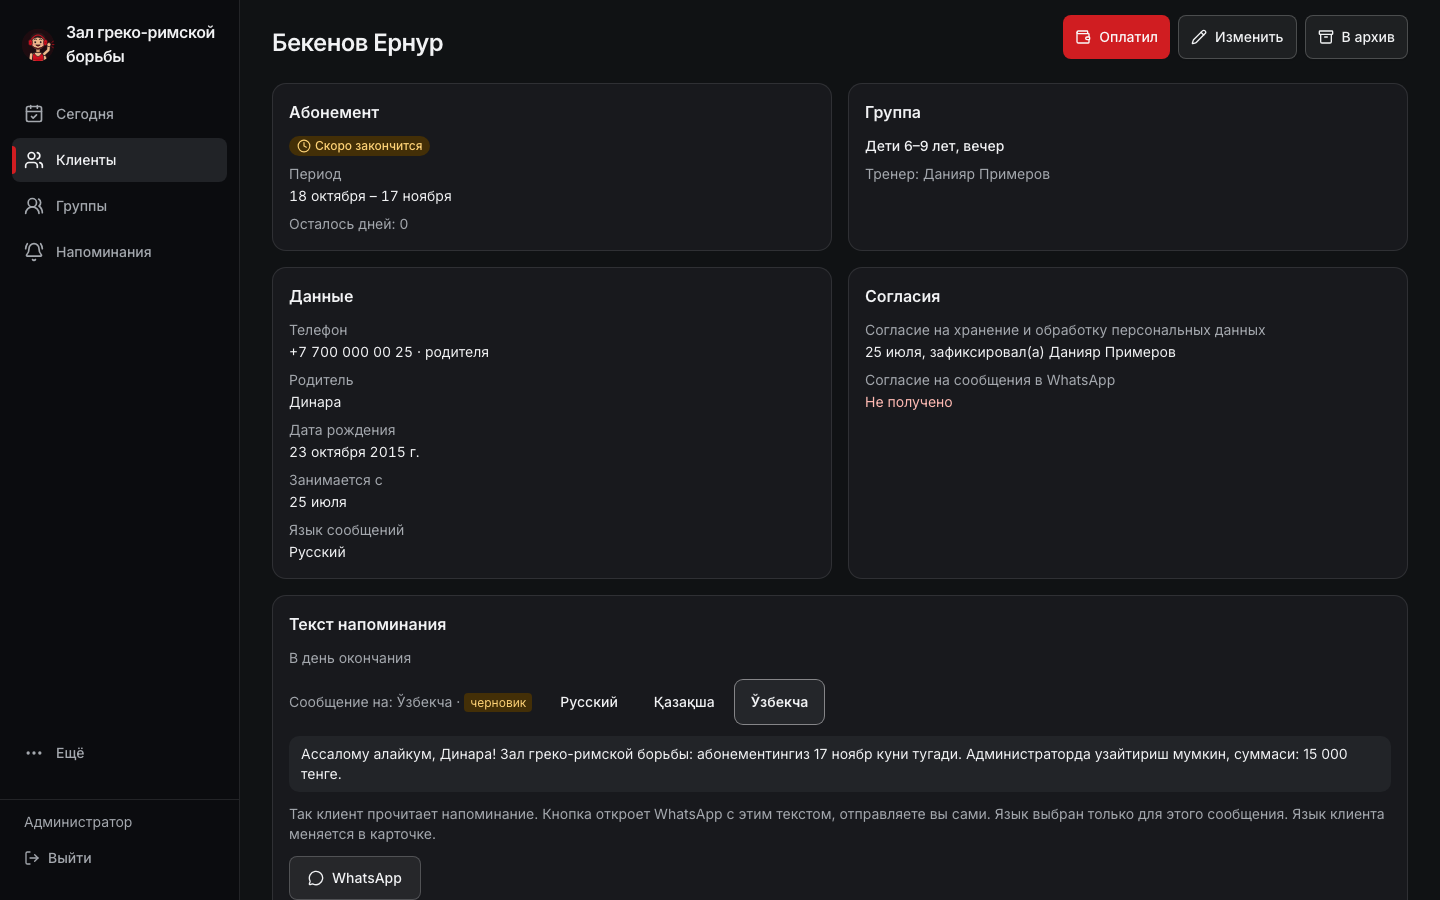 Зал греко-римской
борьбы
Сегодня
Клиенты
Группы
Напоминания
Ещё
Администратор
Выйти
Бекенов Ернур
Оплатил
Изменить
В архив
Абонемент
Скоро закончится
Период
18 октября – 17 ноября
Осталось дней: 0
Группа
Дети 6–9 лет, вечер
Тренер: Данияр Примеров
Данные
Телефон
+7 700 000 00 25 · родителя
Родитель
Динара
Дата рождения
23 октября 2015 г.
Занимается с
25 июля
Язык сообщений
Русский
Согласия
Согласие на хранение и обработку персональных данных
25 июля, зафиксировал(а) Данияр Примеров
Согласие на сообщения в WhatsApp
Не получено
Текст напоминания
В день окончания
Сообщение на: Ўзбекча · черновик Русский Қазақша Ўзбекча
Ассалому алайкум, Динара! Зал греко-римской борьбы: абонементингиз 17 ноябр куни тугади. Администраторда узайтириш мумкин, суммаси: 15 000
тенге.
Так клиент прочитает напоминание. Кнопка откроет WhatsApp с этим текстом, отправляете вы сами. Язык выбран только для этого сообщения. Язык клиента
меняется в карточке.
WhatsApp